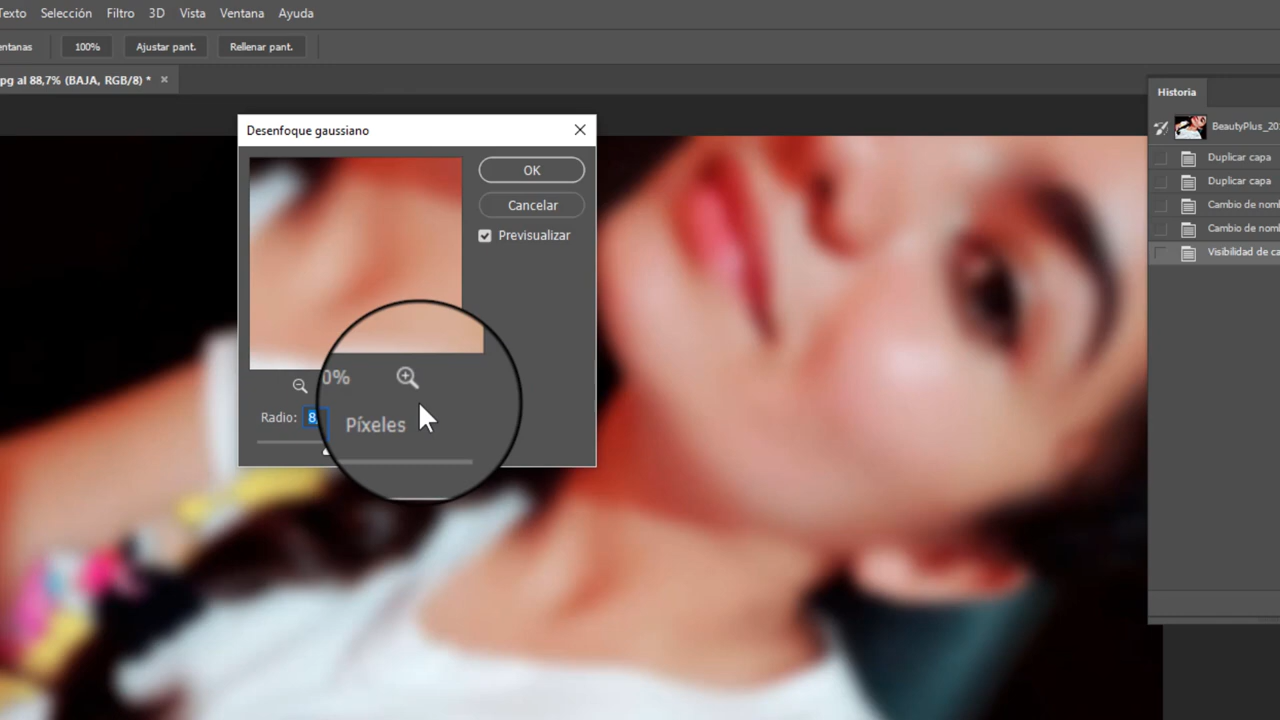 Texto Selección Filtro 3D Vista Ventana Ayuda
100% Ajustar pant. Rellenar pant.
pg al 88,7% (BAJA, RGB/8) * ×
Historia
Desenfoque gaussiano
OK
Cancelar
Previsualizar
0%
Radio: 8
Píxeles
BeautyPlus_20
Duplicar capa
Duplicar capa
Cambio de nom
Cambio de nom
Visibilidad de ca